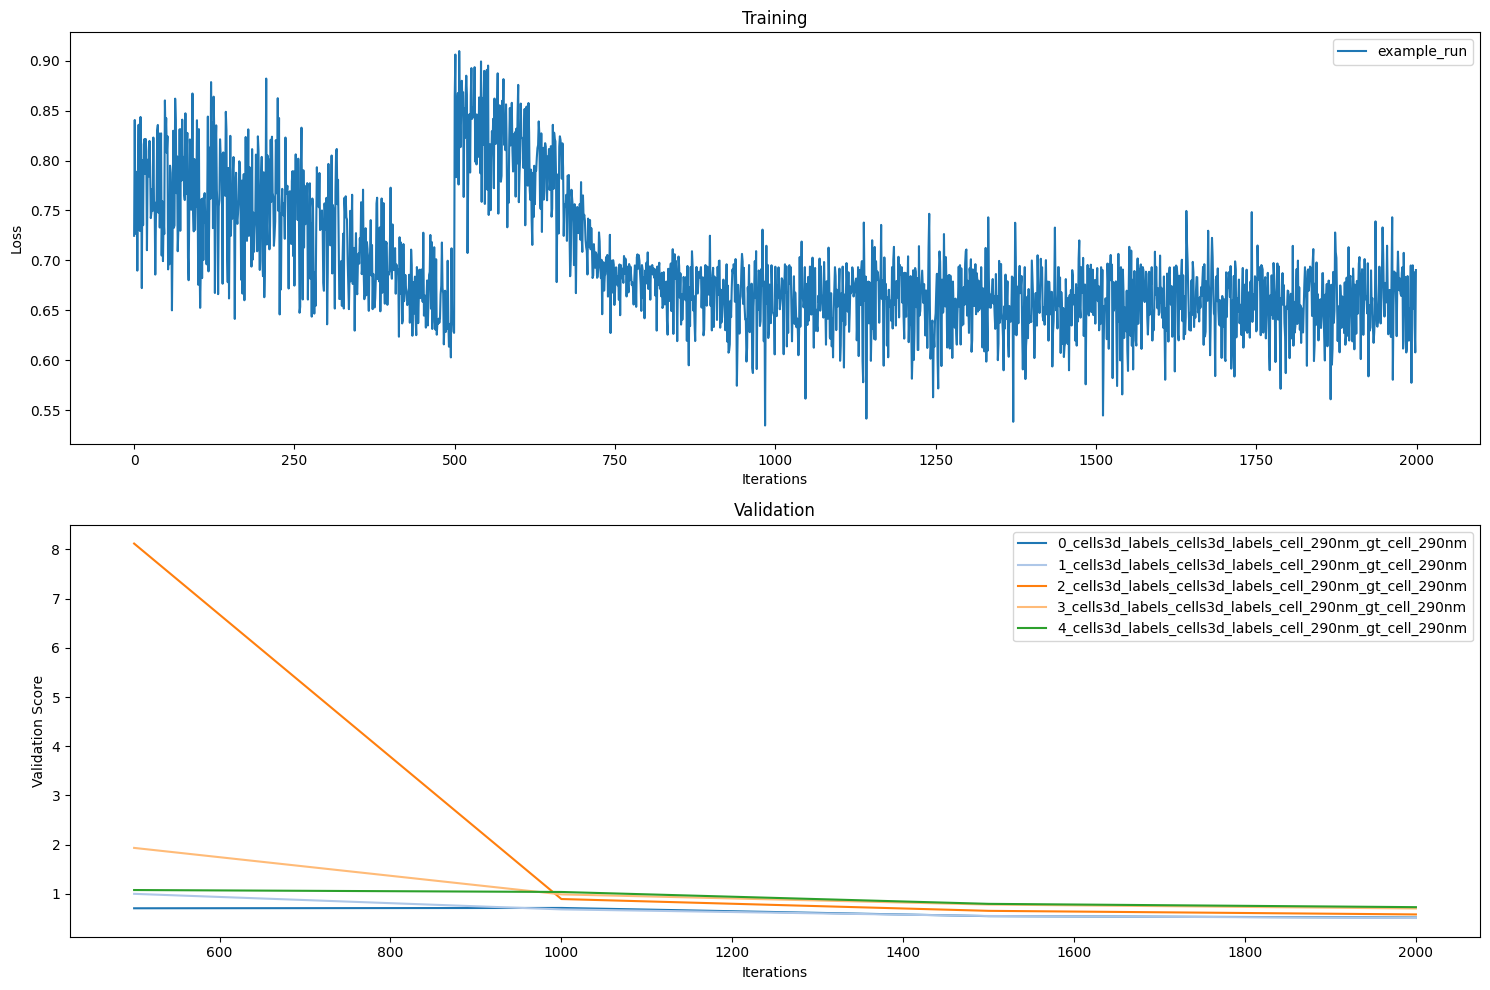 Training
example_run
0.90
0.85
0.80
0.75
0.70
0.65
0.60
0.55
Loss
0 250 500 750 1000 1250 1500 1750 2000
Iterations
Validation
0_cells3d_labels_cells3d_labels_cell_290nm_gt_cell_290nm
1_cells3d_labels_cells3d_labels_cell_290nm_gt_cell_290nm
2_cells3d_labels_cells3d_labels_cell_290nm_gt_cell_290nm
3_cells3d_labels_cells3d_labels_cell_290nm_gt_cell_290nm
4_cells3d_labels_cells3d_labels_cell_290nm_gt_cell_290nm
8
7
6
5
4
3
2
1
Validation Score
600 800 1000 1200 1400 1600 1800 2000
Iterations